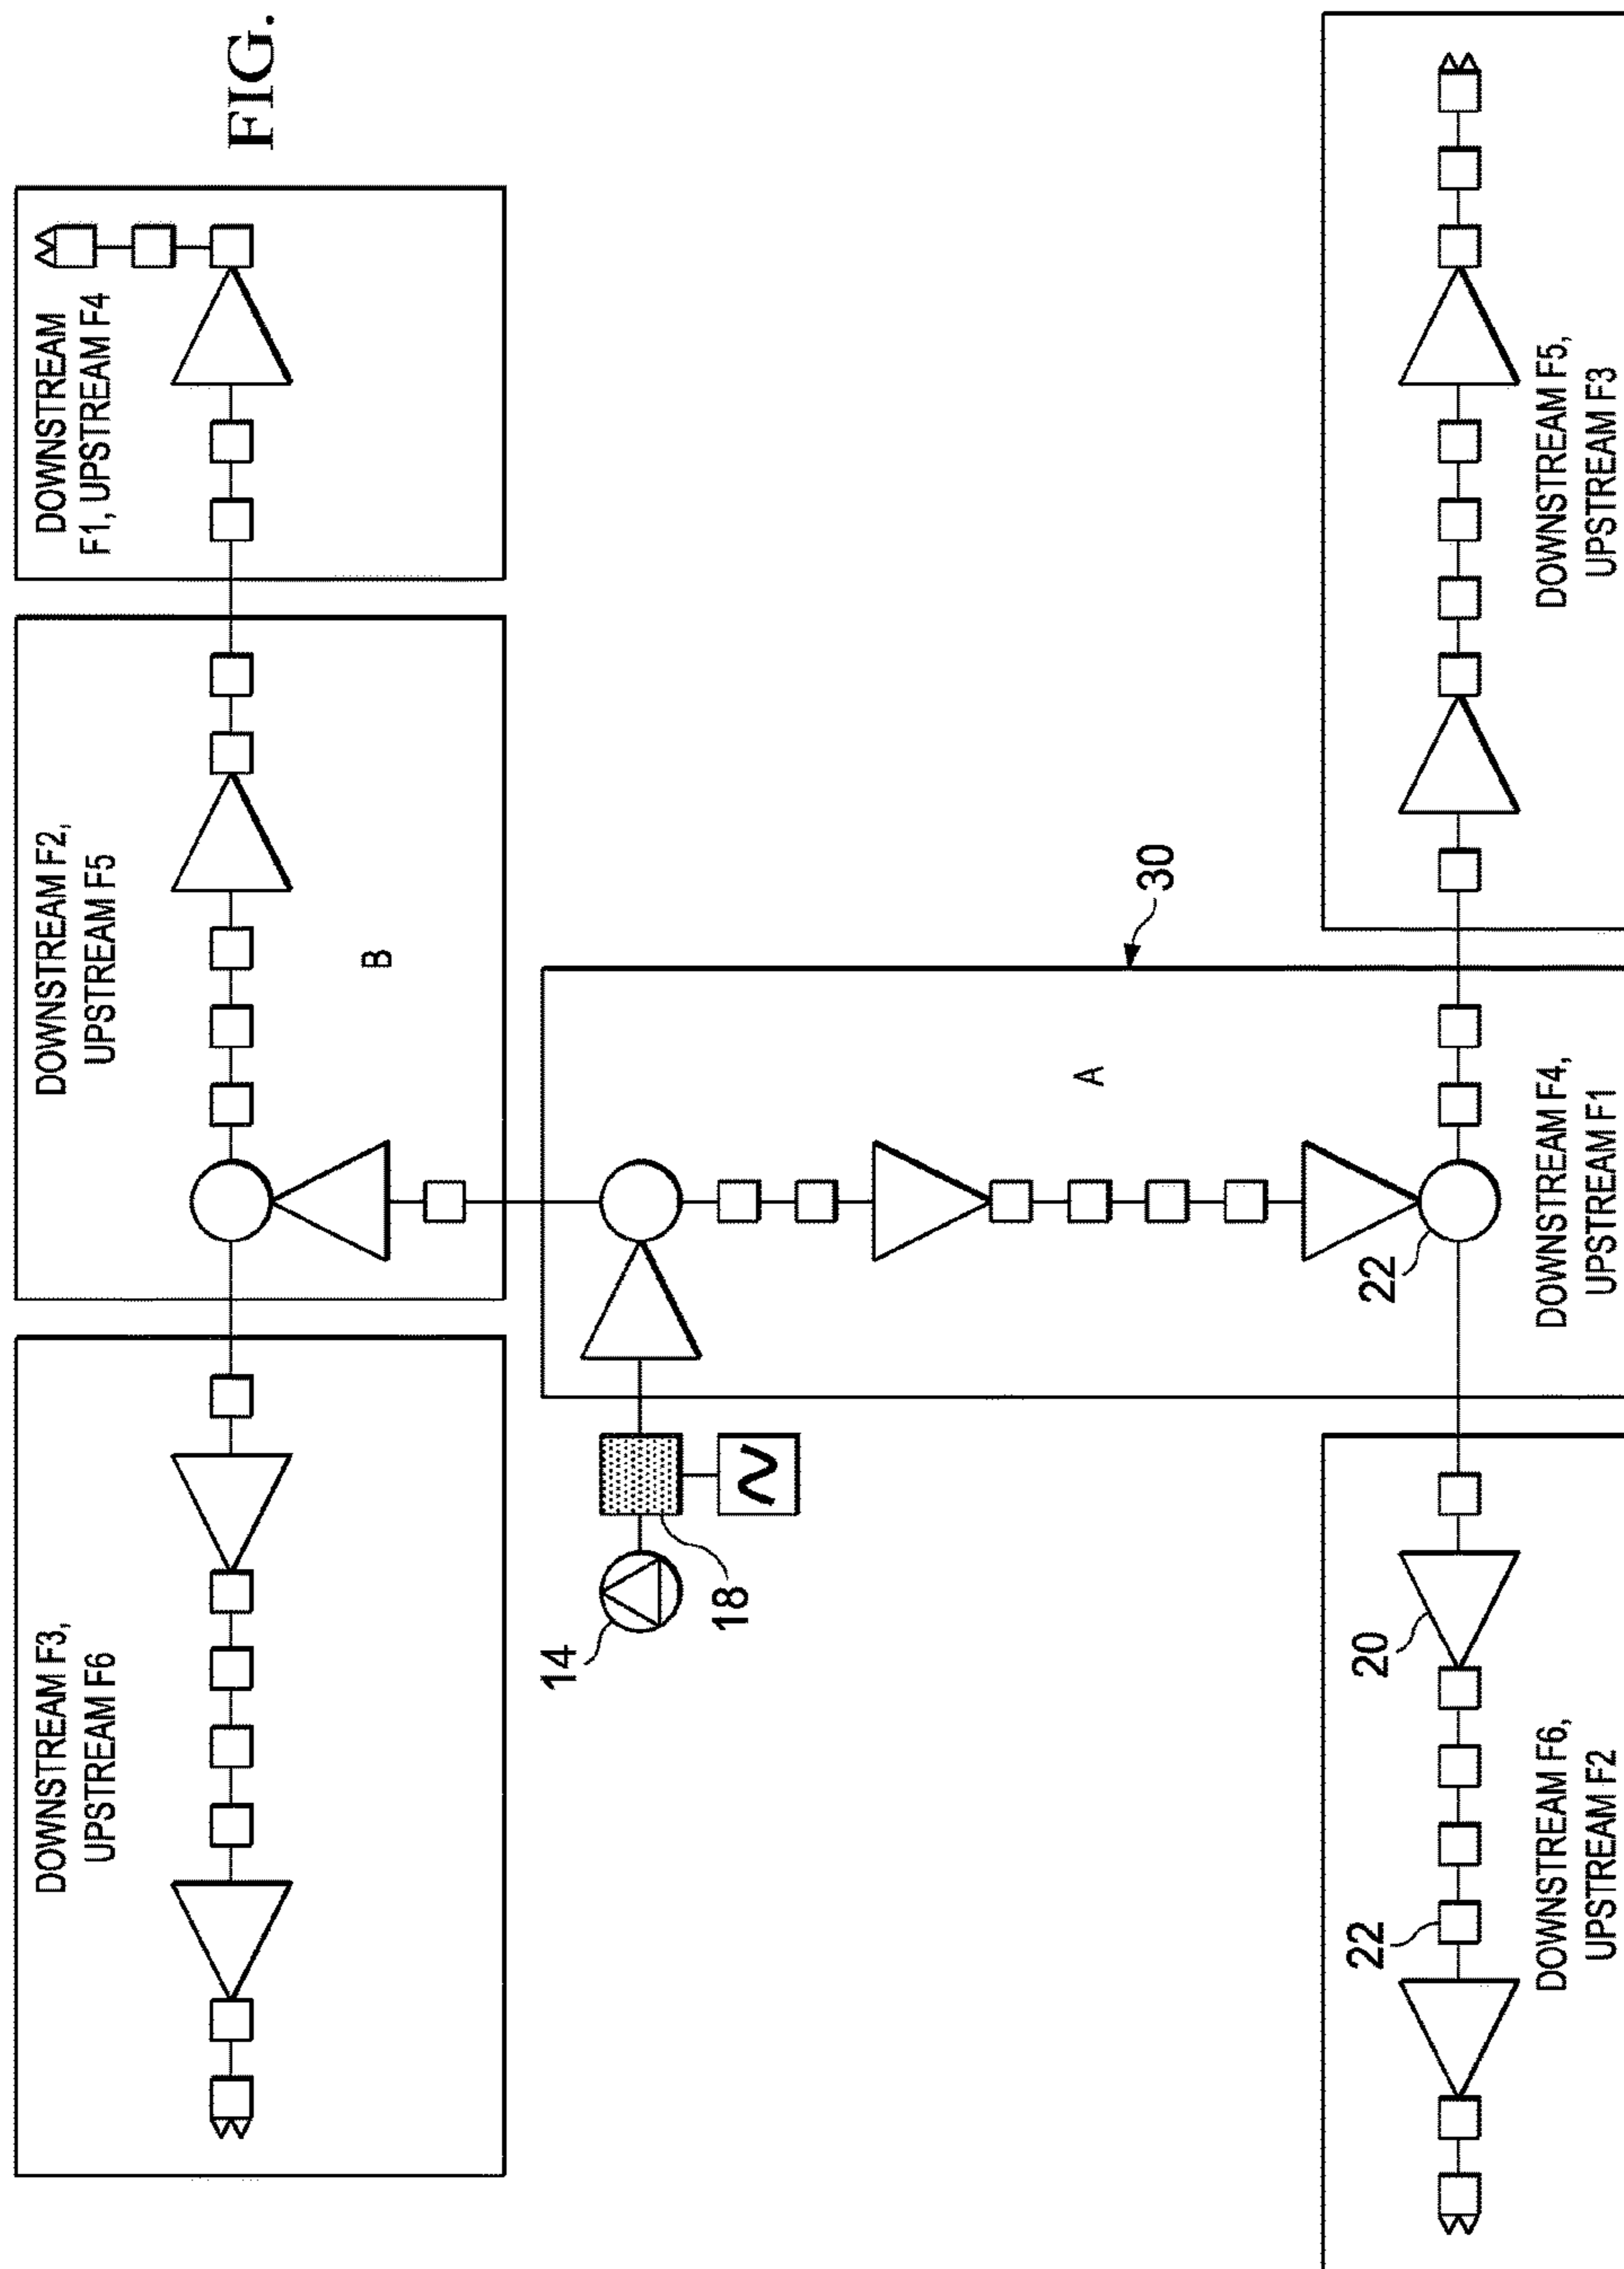 FIG.
DOWNSTREAM F3,
UPSTREAM F6
DOWNSTREAM F2,
UPSTREAM F5
DOWNSTREAM
F1, UPSTREAM F4
B
14
18
30
A
22
DOWNSTREAM F4,
UPSTREAM F1
20
22
DOWNSTREAM F6,
UPSTREAM F2
DOWNSTREAM F5,
UPSTREAM F3